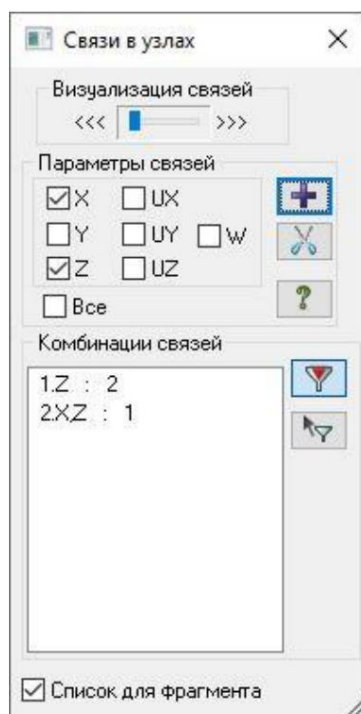 Связи в узлах
Визуализация связей
<<< >>>
Параметры связей
X UX
Y UY W
Z UZ
Все
?
Комбинации связей
1.Z : 2
2.X,Z : 1
Список для фрагмента